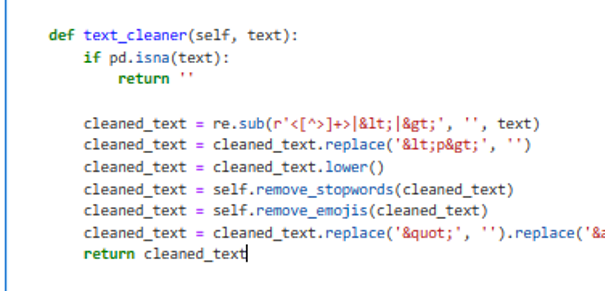 def text_cleaner(self, text):
if pd.isna(text):
return ''
cleaned_text = re.sub(r'<[^>]+>|&lt;|&gt;', '', text)
cleaned_text = cleaned_text.replace('&lt;p&gt;', '')
cleaned_text = cleaned_text.lower()
cleaned_text = self.remove_stopwords(cleaned_text)
cleaned_text = self.remove_emojis(cleaned_text)
cleaned_text = cleaned_text.replace('&quot;', '').replace('&a
return cleaned_text